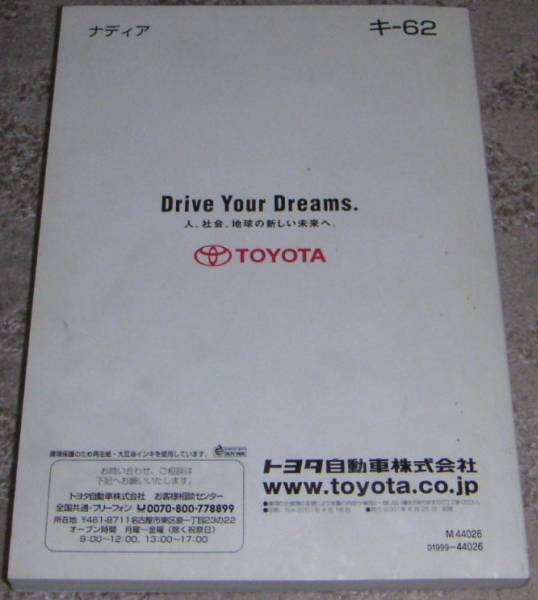 ナディア
キ-62
Drive Your Dreams.
人、社会、地球の新しい未来へ。
TOYOTA
環境保護のため再生紙・大豆油インキを使用しています。
お問い合わせ、ご相談は
下記へお願いいたします。
トヨタ自動車株式会社 お客様相談センター
全国共通・フリーフォン 0070-800-778899
所在地 〒461-8711名古屋市東区泉一丁目23の22
オープン時間 月曜～金曜(除く祝祭日)
9:00～12:00、13:00～17:00
トヨタ自動車株式会社
www.toyota.co.jp
M 44026
01999-44026